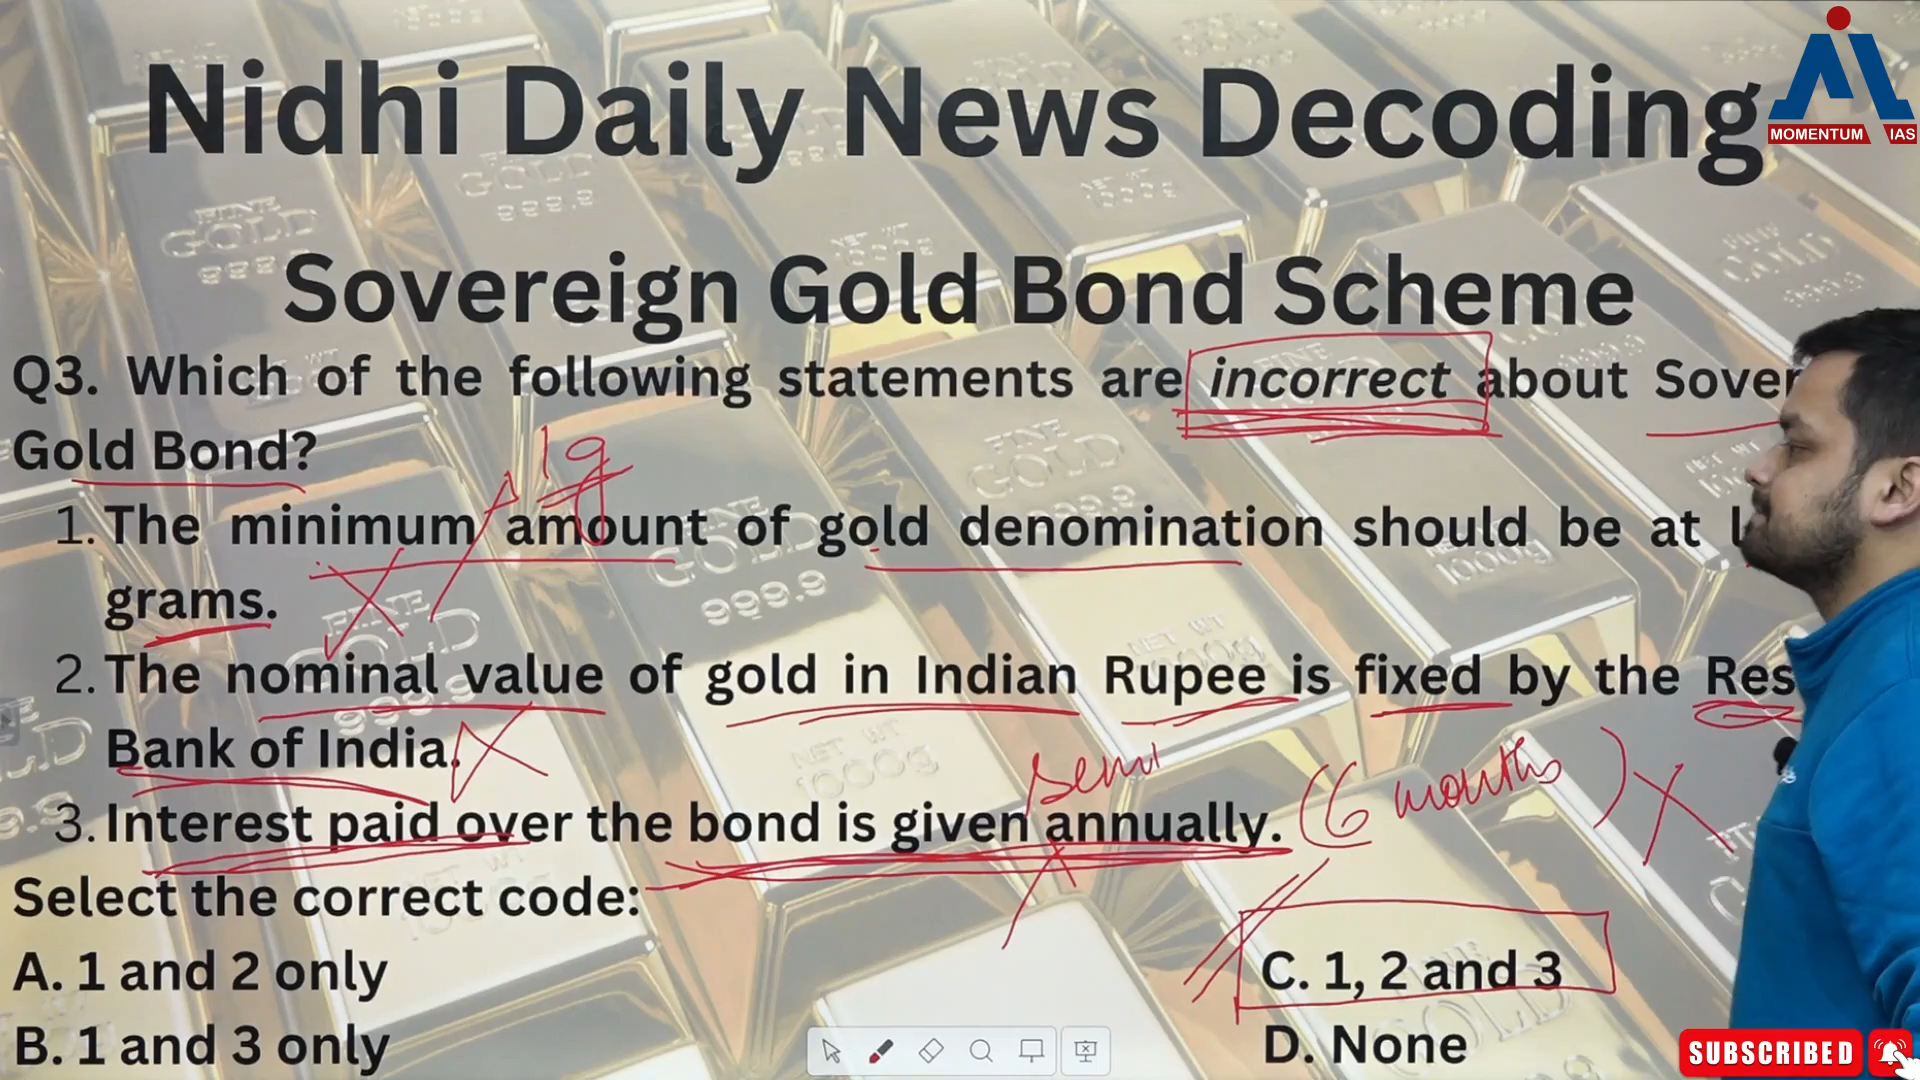 Nidhi Daily News Decoding
MOMENTUM IAS
Sovereign Gold Bond Scheme
Q3. Which of the following statements are incorrect about
Gold Bond?
1g
1. The minimum amount of gold denomination should be at
grams.
2. The nominal value of gold in Indian Rupee is fixed by the
Bank of India.
semi (6 months)
3. Interest paid over the bond is given annually.
Select the correct code:
A. 1 and 2 only
C. 1, 2 and 3
B. 1 and 3 only
D. None
SUBSCRIBED